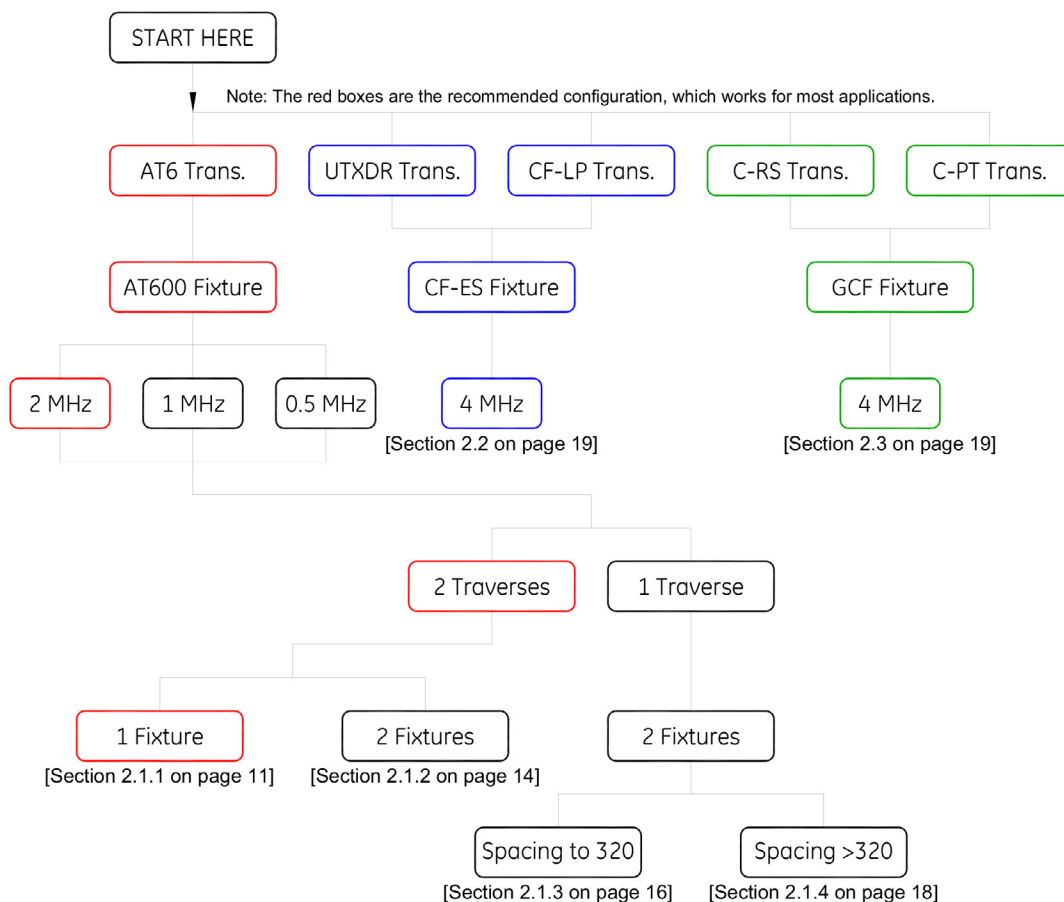 START HERE
Note: The red boxes are the recommended configuration, which works for most applications.
AT6 Trans.
UTXDR Trans.
CF-LP Trans.
C-RS Trans.
C-PT Trans.
AT600 Fixture
CF-ES Fixture
GCF Fixture
2 MHz
1 MHz
0.5 MHz
4 MHz
4 MHz
[Section 2.2 on page 19]
[Section 2.3 on page 19]
2 Traverses
1 Traverse
1 Fixture
2 Fixtures
2 Fixtures
[Section 2.1.1 on page 11]
[Section 2.1.2 on page 14]
Spacing to 320
Spacing >320
[Section 2.1.3 on page 16]
[Section 2.1.4 on page 18]